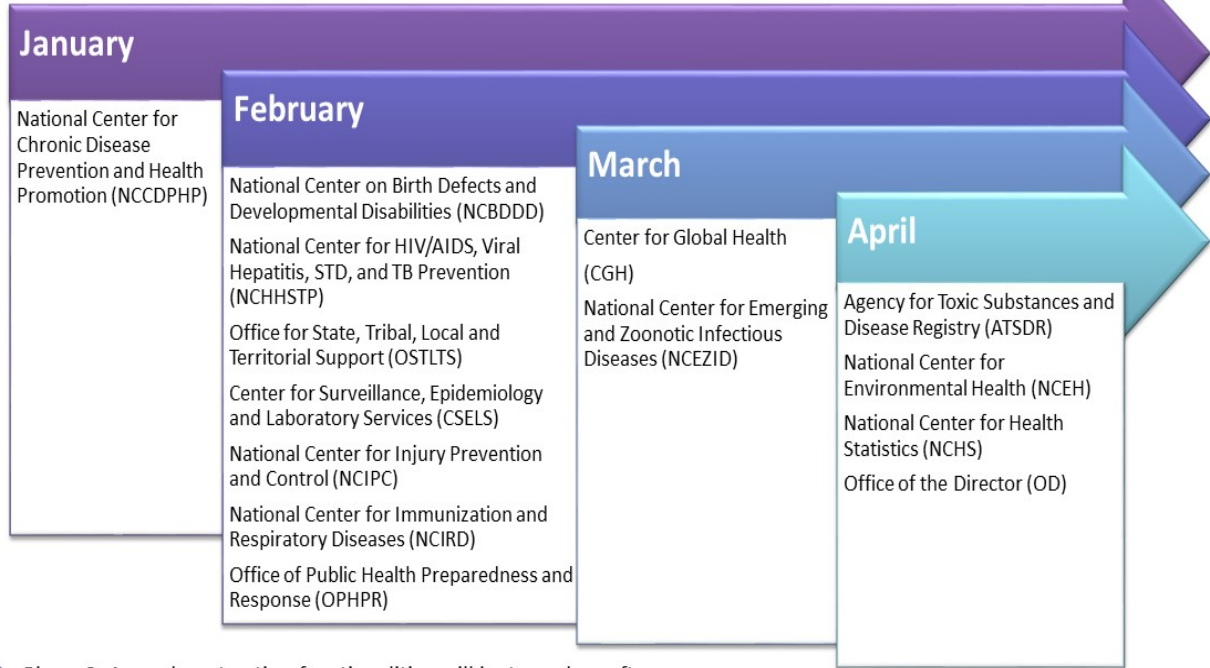 January
National Center for
Chronic Disease
Prevention and Health
Promotion (NCCDPHP)
February
National Center on Birth Defects and
Developmental Disabilities (NCBDDD)
National Center for HIV/AIDS, Viral
Hepatitis, STD, and TB Prevention
(NCHHSTP)
Office for State, Tribal, Local and
Territorial Support (OSTLTS)
Center for Surveillance, Epidemiology
and Laboratory Services (CSELS)
National Center for Injury Prevention
and Control (NCIPC)
National Center for Immunization and
Respiratory Diseases (NCIRD)
Office of Public Health Preparedness and
Response (OPHPR)
March
Center for Global Health
(CGH)
National Center for Emerging
and Zoonotic Infectious
Diseases (NCEZID)
April
Agency for Toxic Substances and
Disease Registry (ATSDR)
National Center for
Environmental Health (NCEH)
National Center for Health
Statistics (NCHS)
Office of the Director (OD)